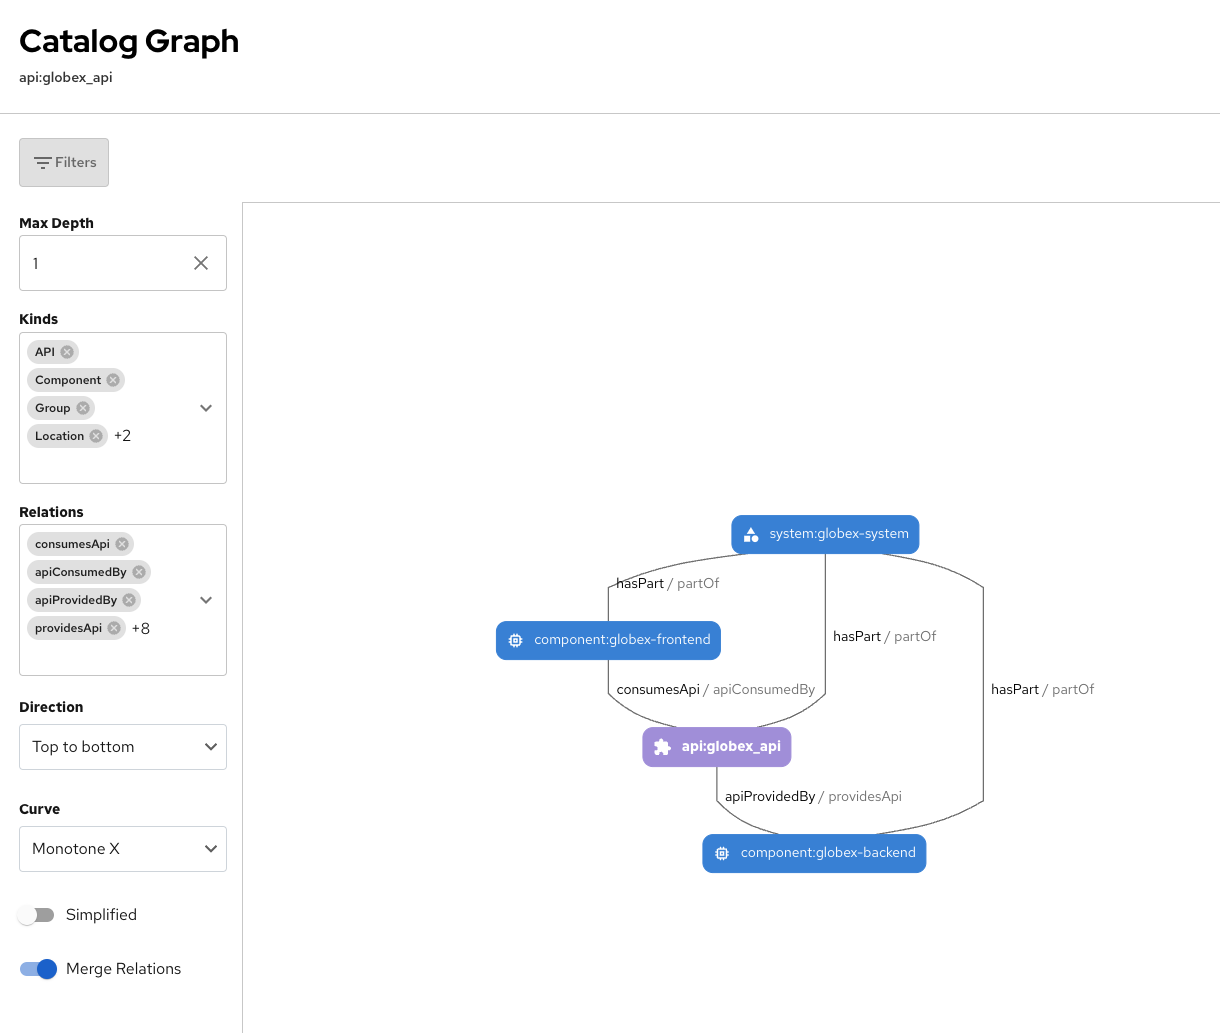 Catalog Graph
api:globex_api
Filters
Max Depth
1
Kinds
API
Component
Group
Location +2
Relations
consumesApi
apiConsumedBy
apiProvidedBy
providesApi +8
Direction
Top to bottom
Curve
Monotone X
Simplified
Merge Relations
system:globex-system
hasPart / partOf
component:globex-frontend
hasPart / partOf
consumesApi / apiConsumedBy
hasPart / partOf
api:globex_api
apiProvidedBy / providesApi
component:globex-backend